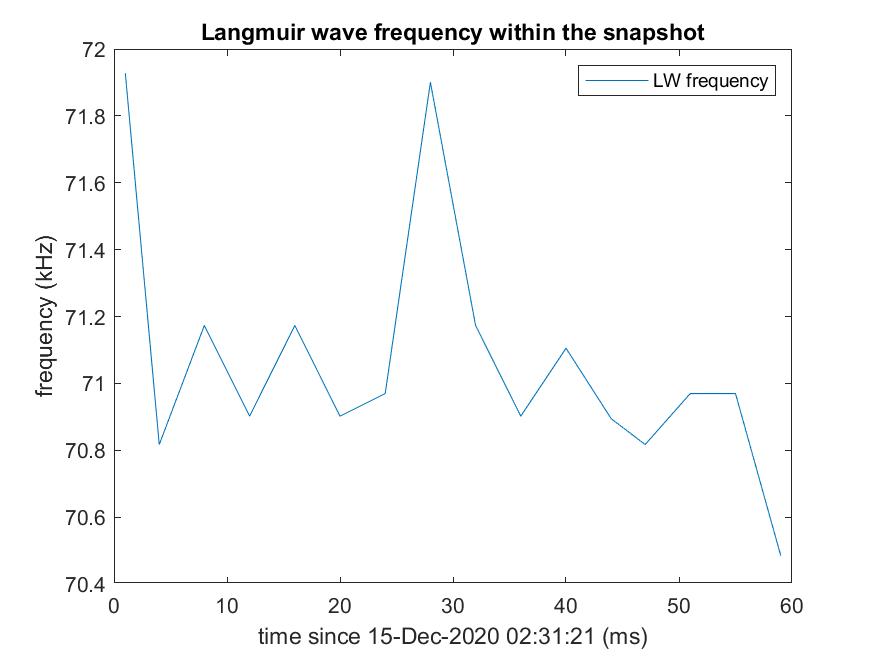 Langmuir wave frequency within the snapshot
LW frequency
72
71.8
71.6
71.4
71.2
71
70.8
70.6
70.4
frequency (kHz)
0 10 20 30 40 50 60
time since 15-Dec-2020 02:31:21 (ms)